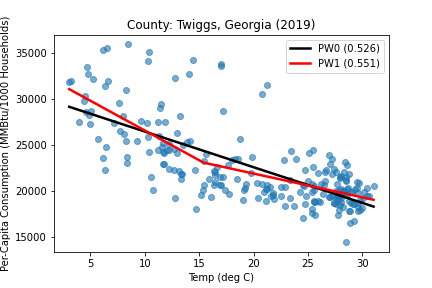 County: Twiggs, Georgia (2019)
Per-Capita Consumption (MMBtu/1000 Households)
35000
30000
25000
20000
15000
PW0 (0.526)
PW1 (0.551)
5 10 15 20 25 30
Temp (deg C)